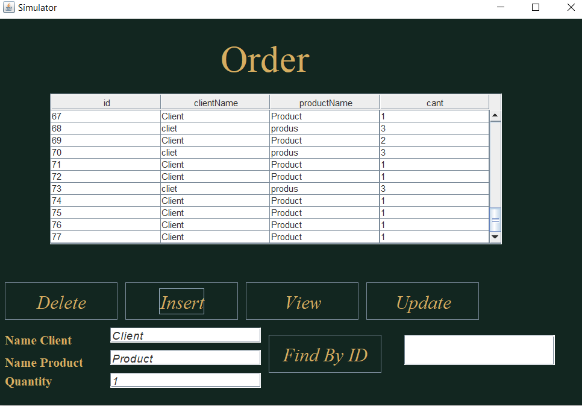 Simulator
Order
id clientName productName cant
67 Client Product 1
68 cliet produs 3
69 Client Product 2
70 cliet produs 3
71 Client Product 1
72 Client Product 1
73 cliet produs 3
74 Client Product 1
75 Client Product 1
76 Client Product 1
77 Client Product 1
Delete Insert View Update
Name Client Client
Name Product Product
Quantity 1
Find By ID